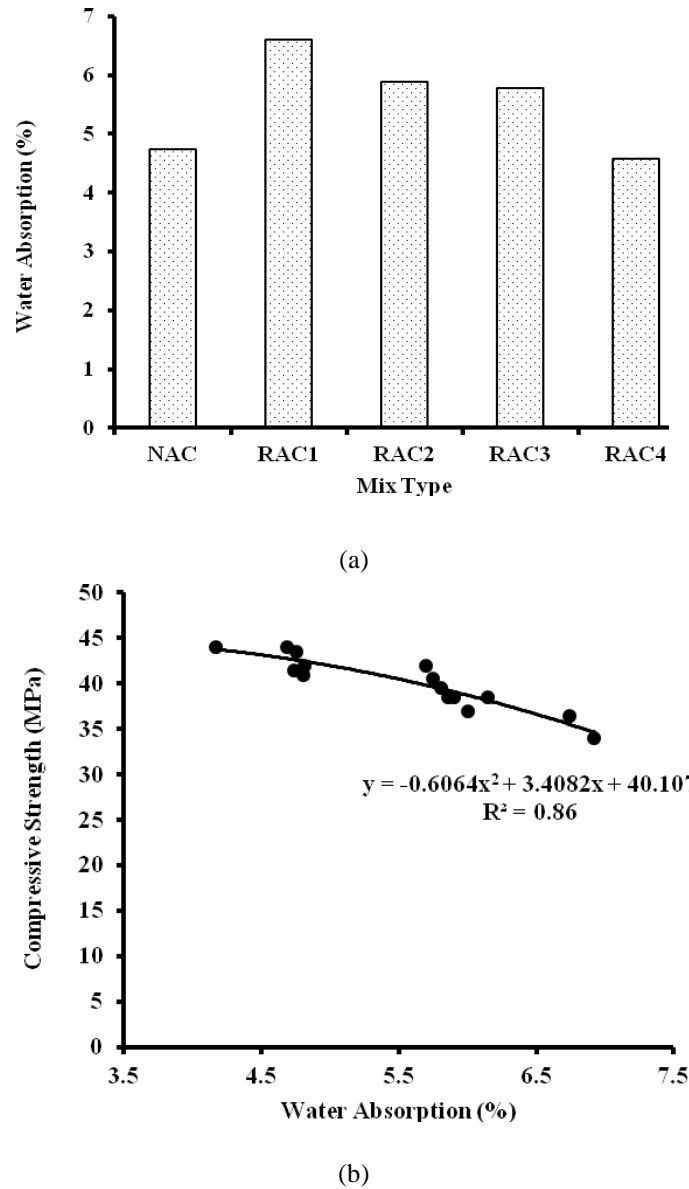 7
6
5
4
3
2
1
0
Water Absorption (%)
NAC RAC1 RAC2 RAC3 RAC4
Mix Type
(a)
50
45
40
35
30
25
20
15
10
5
0
Compressive Strength (MPa)
y = -0.6064x² + 3.4082x + 40.107
R² = 0.86
3.5 4.5 5.5 6.5 7.5
Water Absorption (%)
(b)